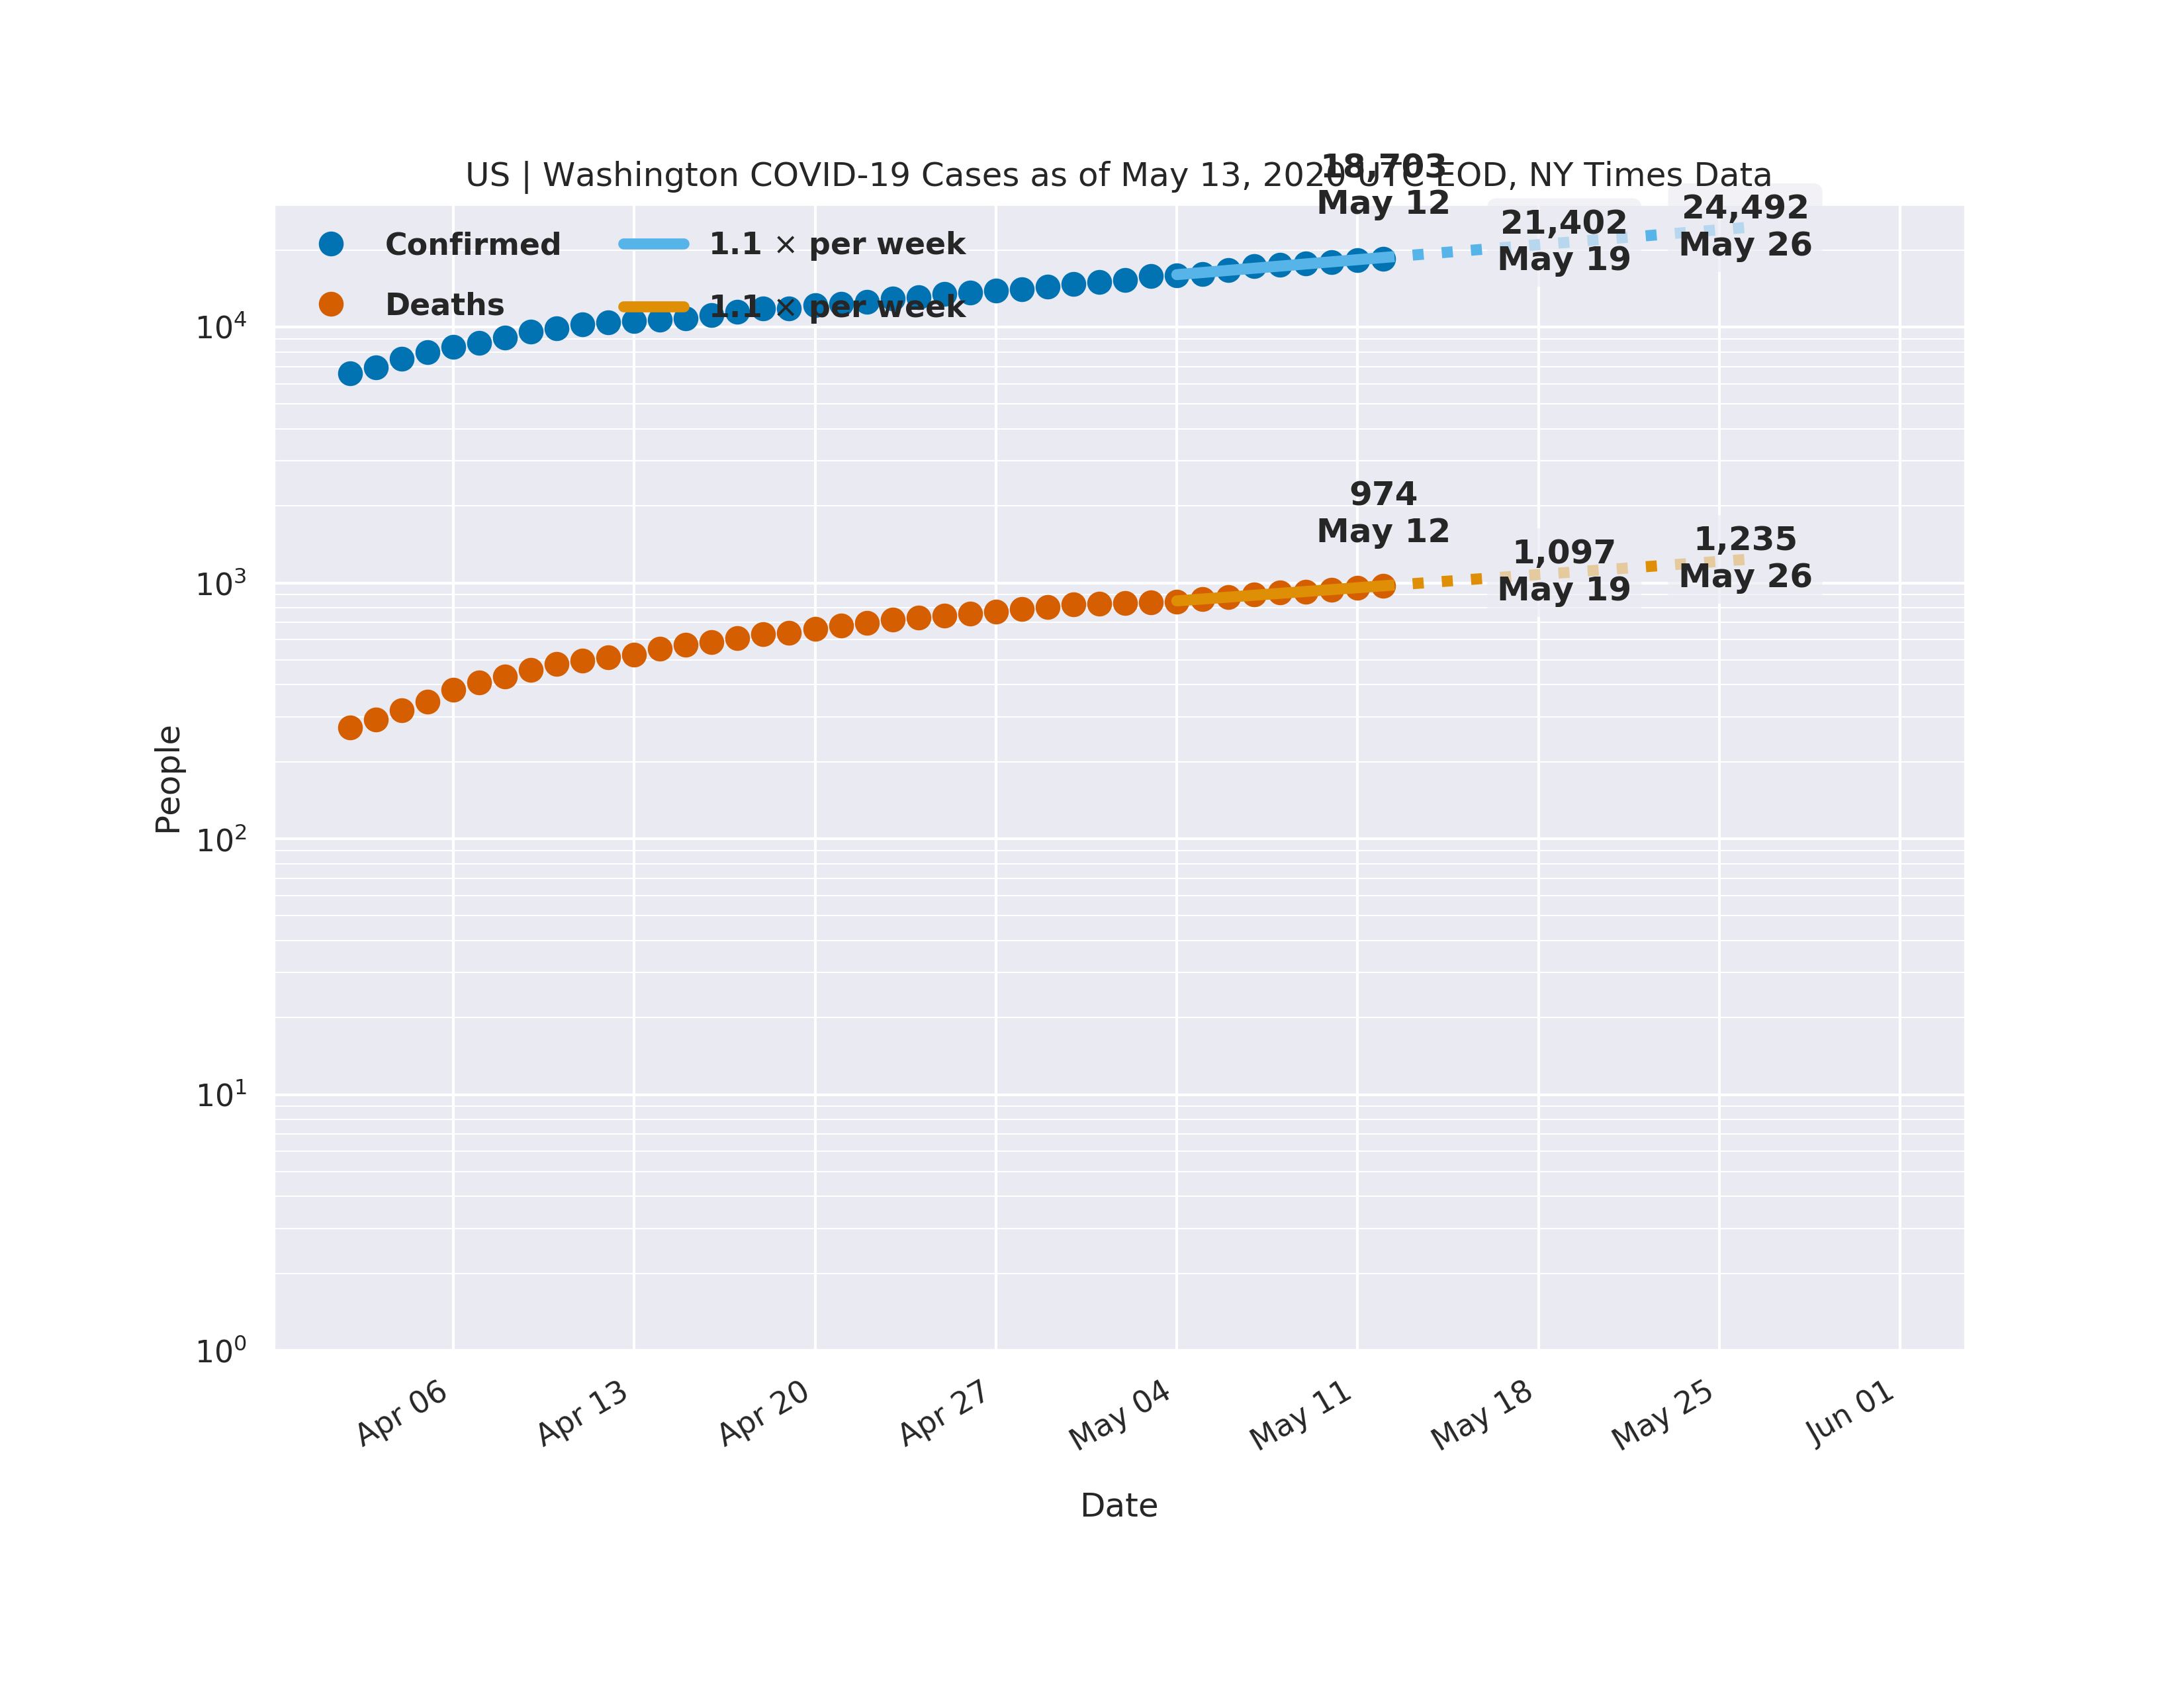 US | Washington COVID-19 Cases as of May 13, 2020 UTC EOD, NY Times Data
18,703
May 12
21,402
May 19
24,492
May 26
Confirmed
1.1 × per week
Deaths
1.1 × per week
974
May 12
1,097
May 19
1,235
May 26
People
10⁴
10³
10²
10¹
10⁰
Apr 06
Apr 13
Apr 20
Apr 27
May 04
May 11
May 18
May 25
Jun 01
Date